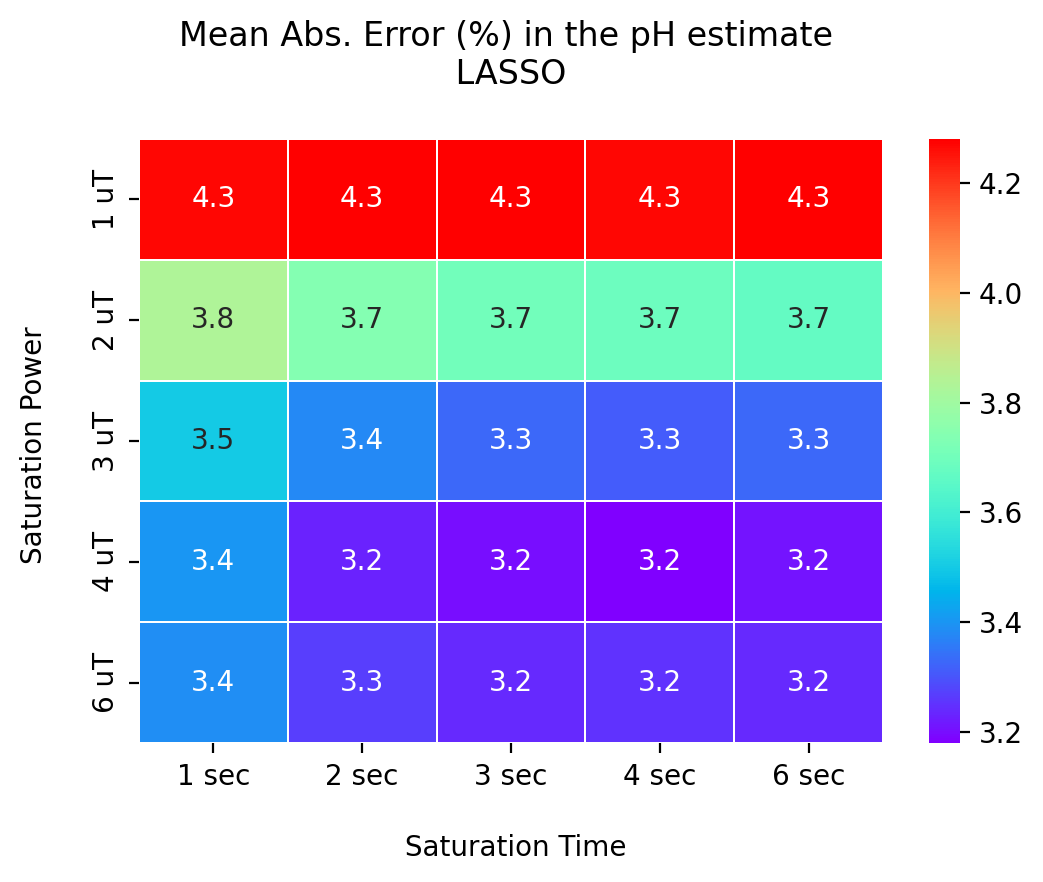 Mean Abs. Error (%) in the pH estimate
LASSO
1 uT
4.3 4.3 4.3 4.3 4.3
2 uT
3.8 3.7 3.7 3.7 3.7
3 uT
3.5 3.4 3.3 3.3 3.3
4 uT
3.4 3.2 3.2 3.2 3.2
6 uT
3.4 3.3 3.2 3.2 3.2
Saturation Power
1 sec 2 sec 3 sec 4 sec 6 sec
Saturation Time
4.2
4.0
3.8
3.6
3.4
3.2